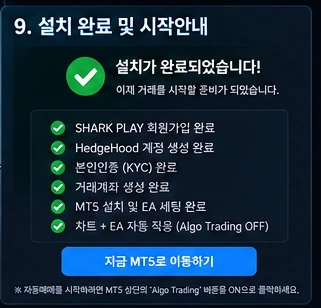 9. 설치 완료 및 시작안내
설치가 완료되었습니다!
이제 거래를 시작할 준비가 되었습니다.
SHARK PLAY 회원가입 완료
HedgeHood 계정 생성 완료
본인인증 (KYC) 완료
거래계좌 생성 완료
MT5 설치 및 EA 세팅 완료
차트 + EA 자동 적용 (Algo Trading OFF)
지금 MT5로 이동하기
※ 자동매매를 시작하려면 MT5 상단의 "Algo Trading" 버튼을 ON으로 클릭하세요.